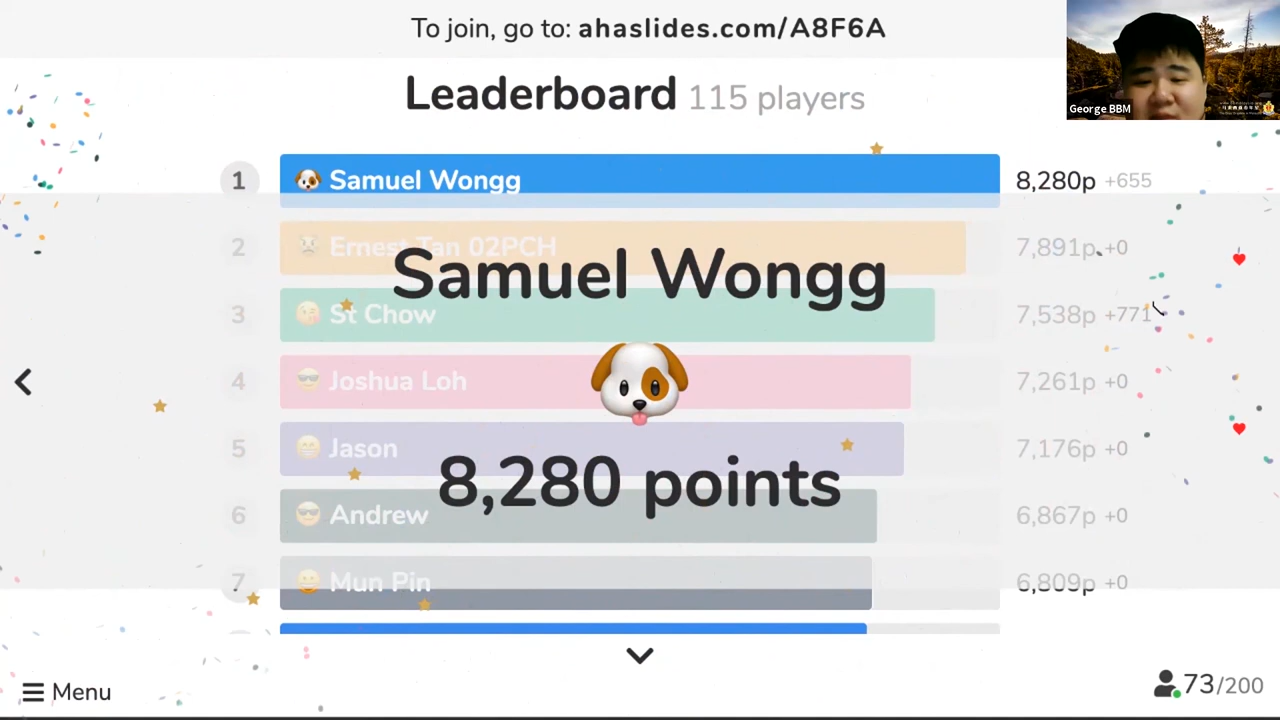 To join, go to: ahaslides.com/A8F6A
George BBM
Leaderboard 115 players
1 Samuel Wongg 8,280p +655
2 Ernest Tan 02PCH 7,891p +0
Samuel Wongg
3 St Chow 7,538p +771
4 Joshua Loh 7,261p +0
5 Jason 7,176p +0
8,280 points
6 Andrew 6,867p +0
7 Mun Pin 6,809p +0
Menu
73/200